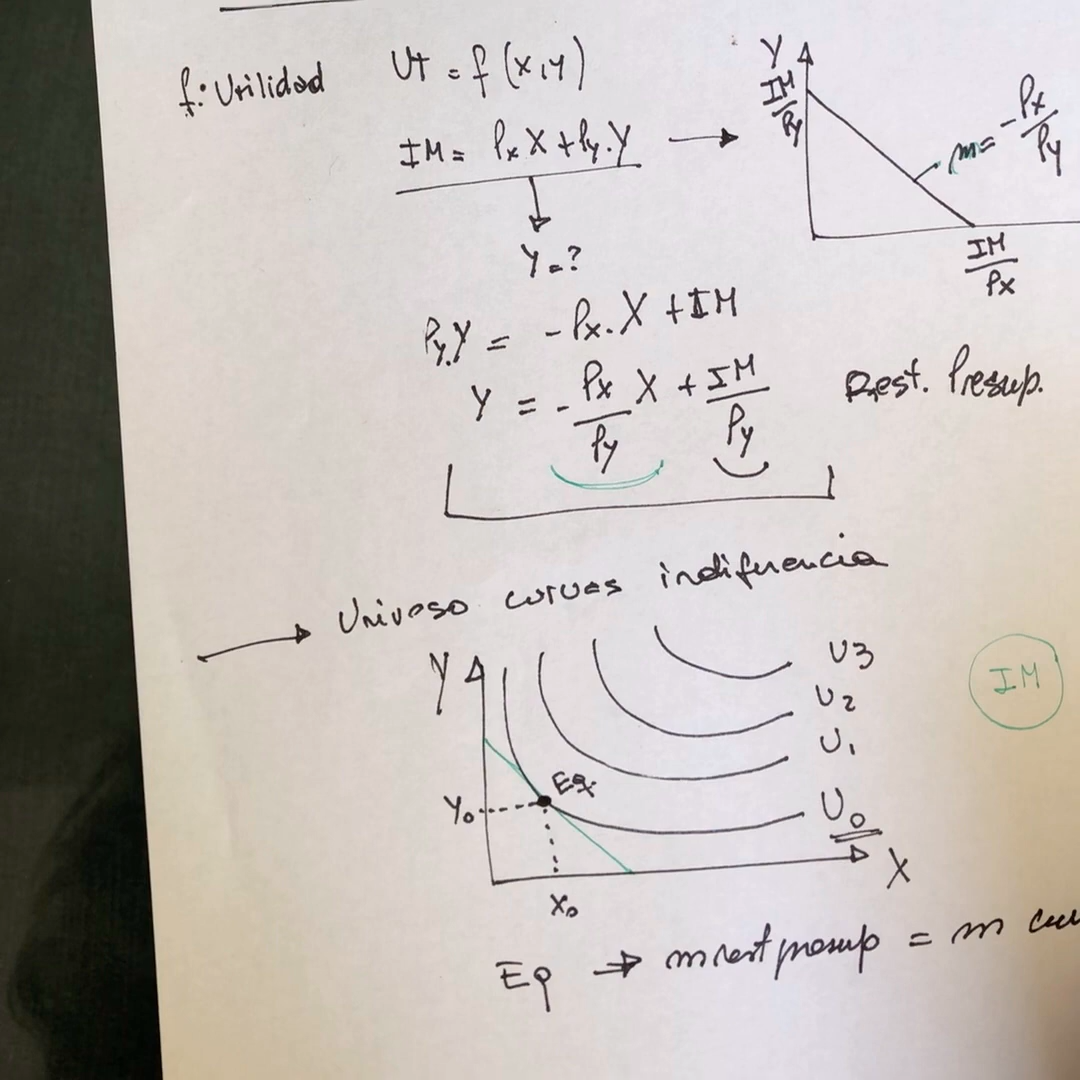 f: Utilidad Ut = f (x,y)
IM = Px X + Py . Y
Y = ?
Y
IM/Py
m = -Px/Py
IM/Px
Py.Y = - Px . X + IM
Y = - Px/Py X + IM/Py
Rest. Presup.
Univeso curvas indiferencia
Y
U3
U2
U1
U0
Eq.
Y0
X0
X
IM
Eq → m rest presup = m